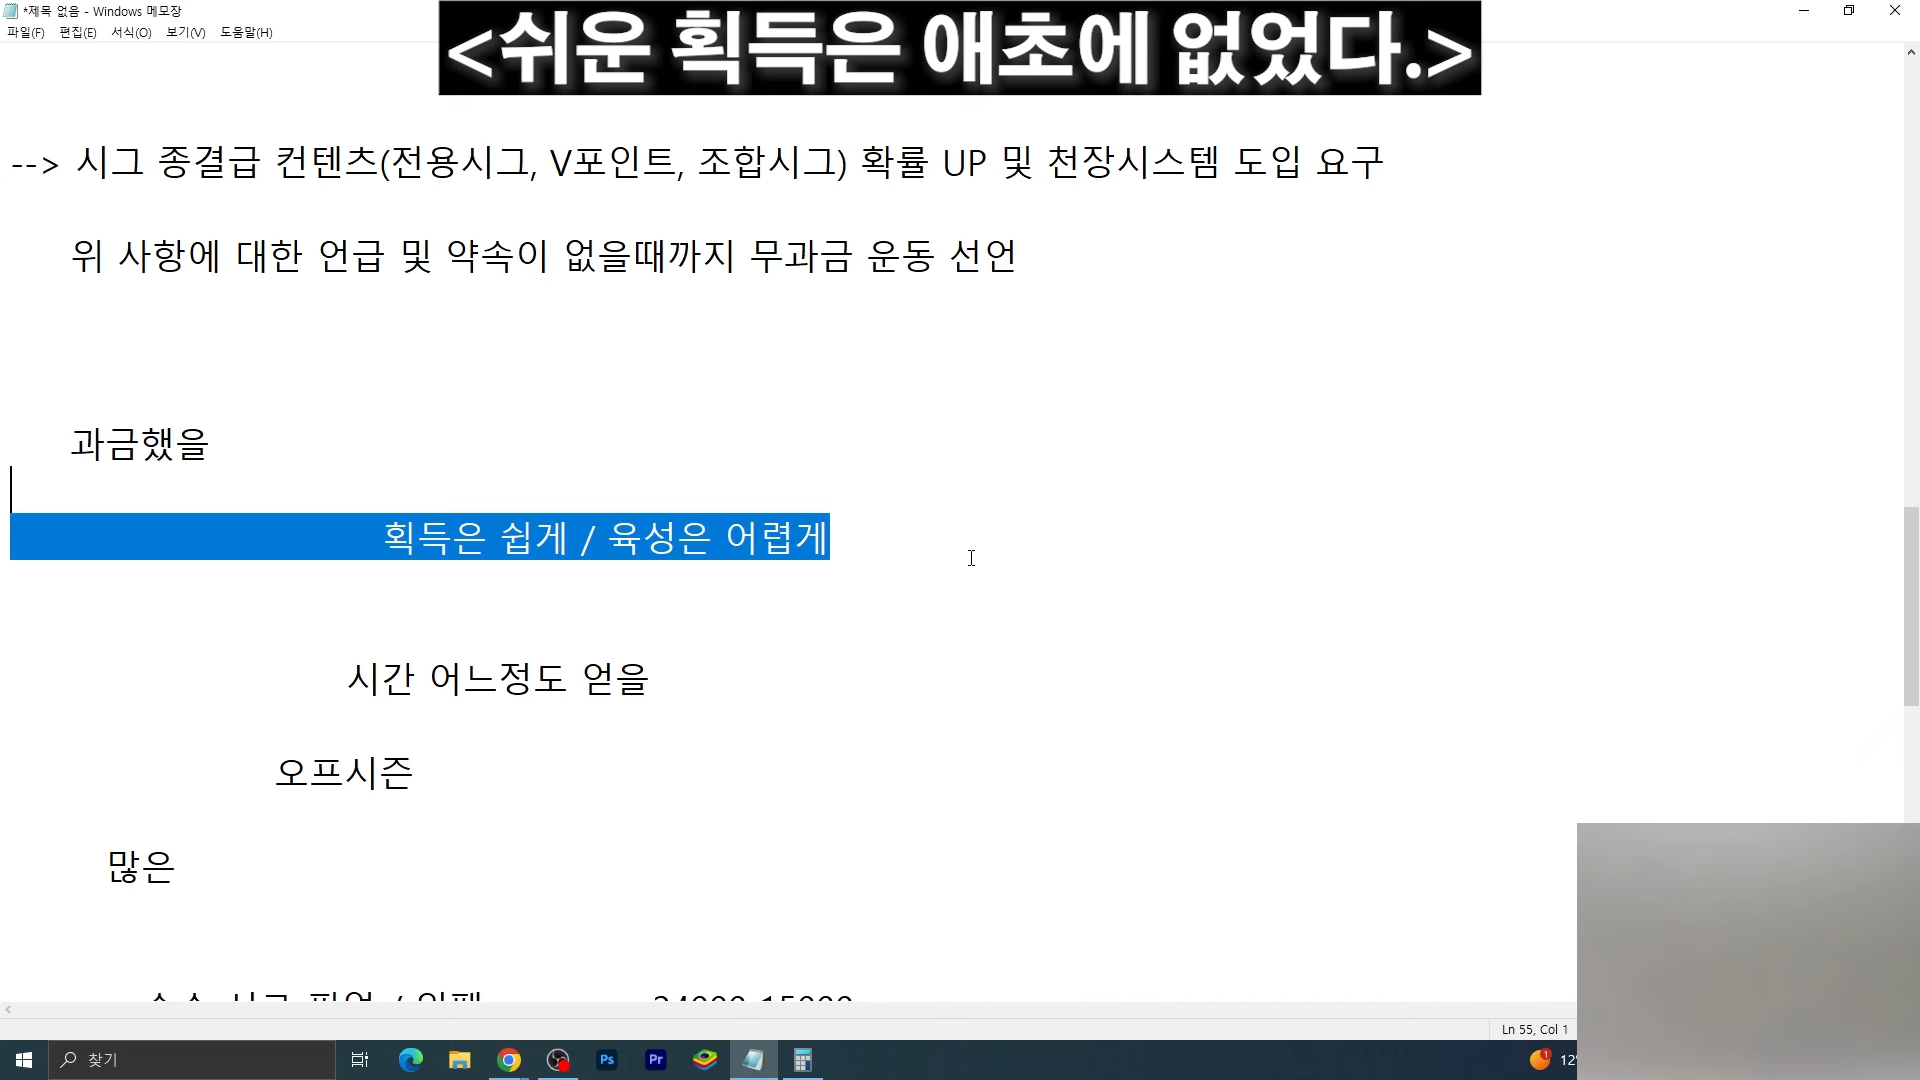 *제목 없음 - Windows 메모장
파일(F) 편집(E) 서식(O) 보기(V) 도움말(H)
<쉬운 획득은 애초에 없었다.>
--> 시그 종결급 컨텐츠(전용시그, V포인트, 조합시그) 확률 UP 및 천장시스템 도입 요구
위 사항에 대한 언급 및 약속이 없을때까지 무과금 운동 선언
과금했을
획득은 쉽게 / 육성은 어렵게
시간 어느정도 얻을
오프시즌
많은
Ln 55, Col 1
찾기
Ps
Pr
1